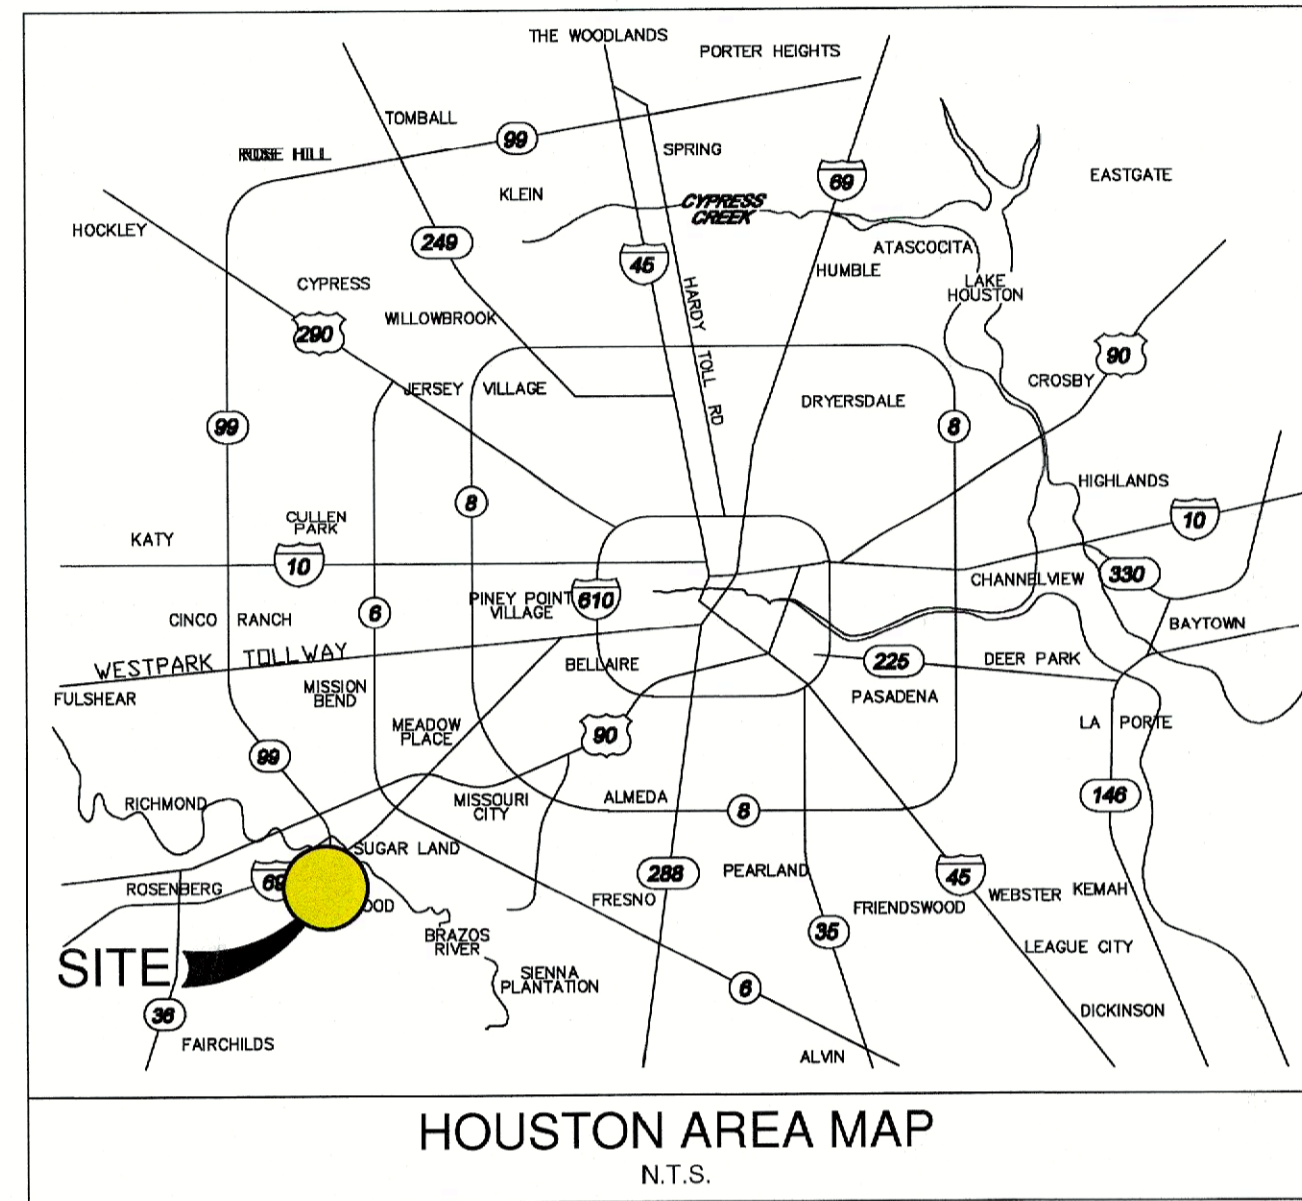 THE WOODLANDS
PORTER HEIGHTS
TOMBALL
99
ROSE HILL
SPRING
EASTGATE
69
KLEIN
CYPRESS
CREEK
HOCKLEY
249
ATASCOCITA
45
HUMBLE
CYPRESS
LAKE
HOUSTON
HARDY TOLL RD
WILLOWBROOK
290
90
CROSBY
JERSEY VILLAGE
DRYERSDALE
99
8
HIGHLANDS
8
CULLEN
PARK
10
KATY
10
CHANNELVIEW
330
PINEY POINT
VILLAGE
610
6
CINCO RANCH
BAYTOWN
WESTPARK TOLLWAY
BELLAIRE
225
DEER PARK
FULSHEAR
MISSION
BEND
PASADENA
MEADOW
PLACE
LA PORTE
90
99
RICHMOND
MISSOURI
CITY
ALMEDA
8
146
SUGAR LAND
ROSENBERG
69
288
PEARLAND
45
WEBSTER
KEMAH
OOD
FRESNO
FRIENDSWOOD
BRAZOS
RIVER
35
LEAGUE CITY
SITE
SIENNA
PLANTATION
6
36
DICKINSON
FAIRCHILDS
ALVIN
HOUSTON AREA MAP
N.T.S.